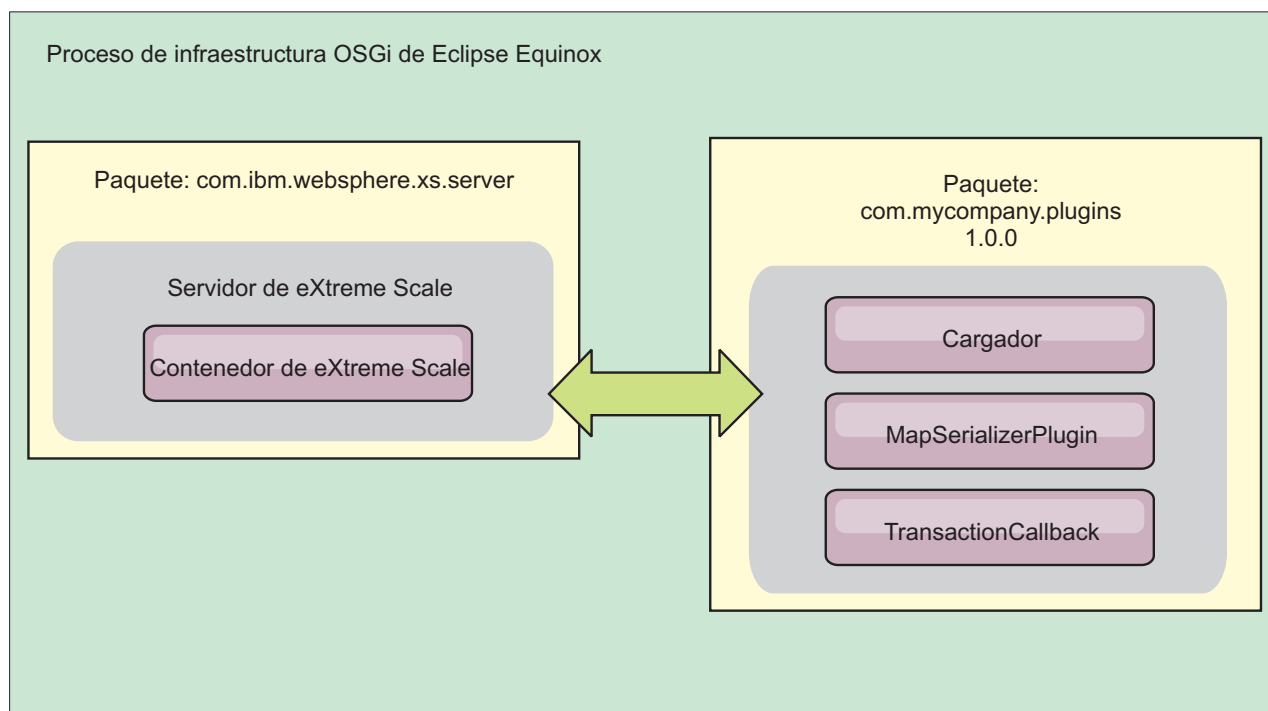 Proceso de infraestructura OSGi de Eclipse Equinox
Paquete: com.ibm.websphere.xs.server
Servidor de eXtreme Scale
Contenedor de eXtreme Scale
Paquete:
com.mycompany.plugins
1.0.0
Cargador
MapSerializerPlugin
TransactionCallback